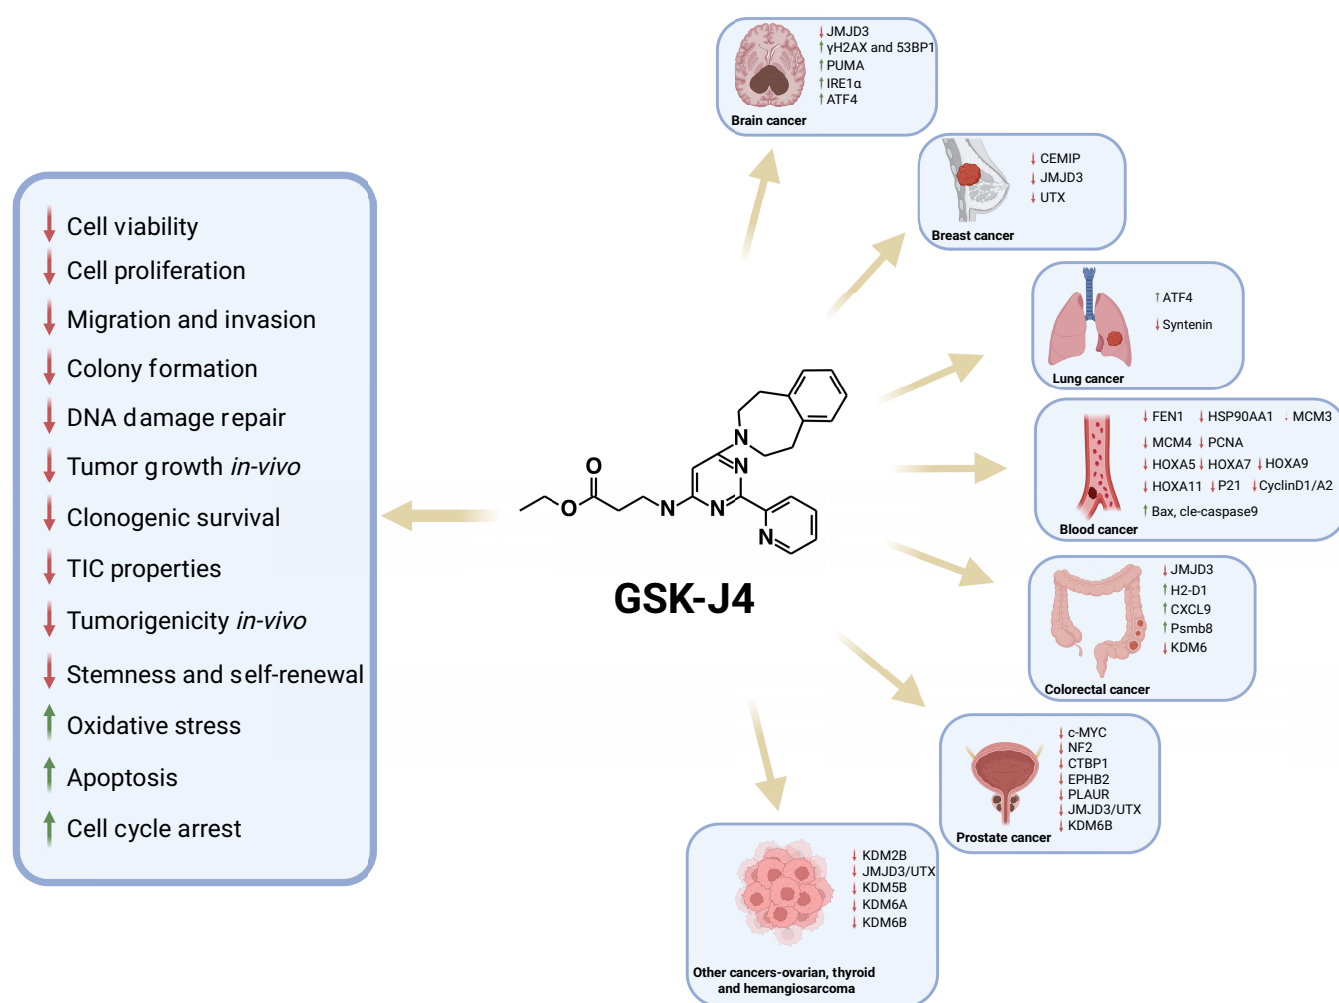 Cell viability
Cell proliferation
Migration and invasion
Colony formation
DNA damage repair
Tumor growth in-vivo
Clonogenic survival
TIC properties
Tumorigenicity in-vivo
Stemness and self-renewal
Oxidative stress
Apoptosis
Cell cycle arrest
O
O
N
N
N
N
N
GSK-J4
JMJD3
γH2AX and 53BP1
PUMA
IRE1α
ATF4
Brain cancer
CEMIP
JMJD3
UTX
Breast cancer
ATF4
Syntenin
Lung cancer
FEN1 HSP90AA1 MCM3
MCM4 PCNA
HOXA5 HOXA7 HOXA9
HOXA11 P21 CyclinD1/A2
Bax, cle-caspase9
Blood cancer
JMJD3
H2-D1
CXCL9
Psmb8
KDM6
Colorectal cancer
c-MYC
NF2
CTBP1
EPHB2
PLAUR
JMJD3/UTX
KDM6B
Prostate cancer
KDM2B
JMJD3/UTX
KDM5B
KDM6A
KDM6B
Other cancers-ovarian, thyroid
and hemangiosarcoma